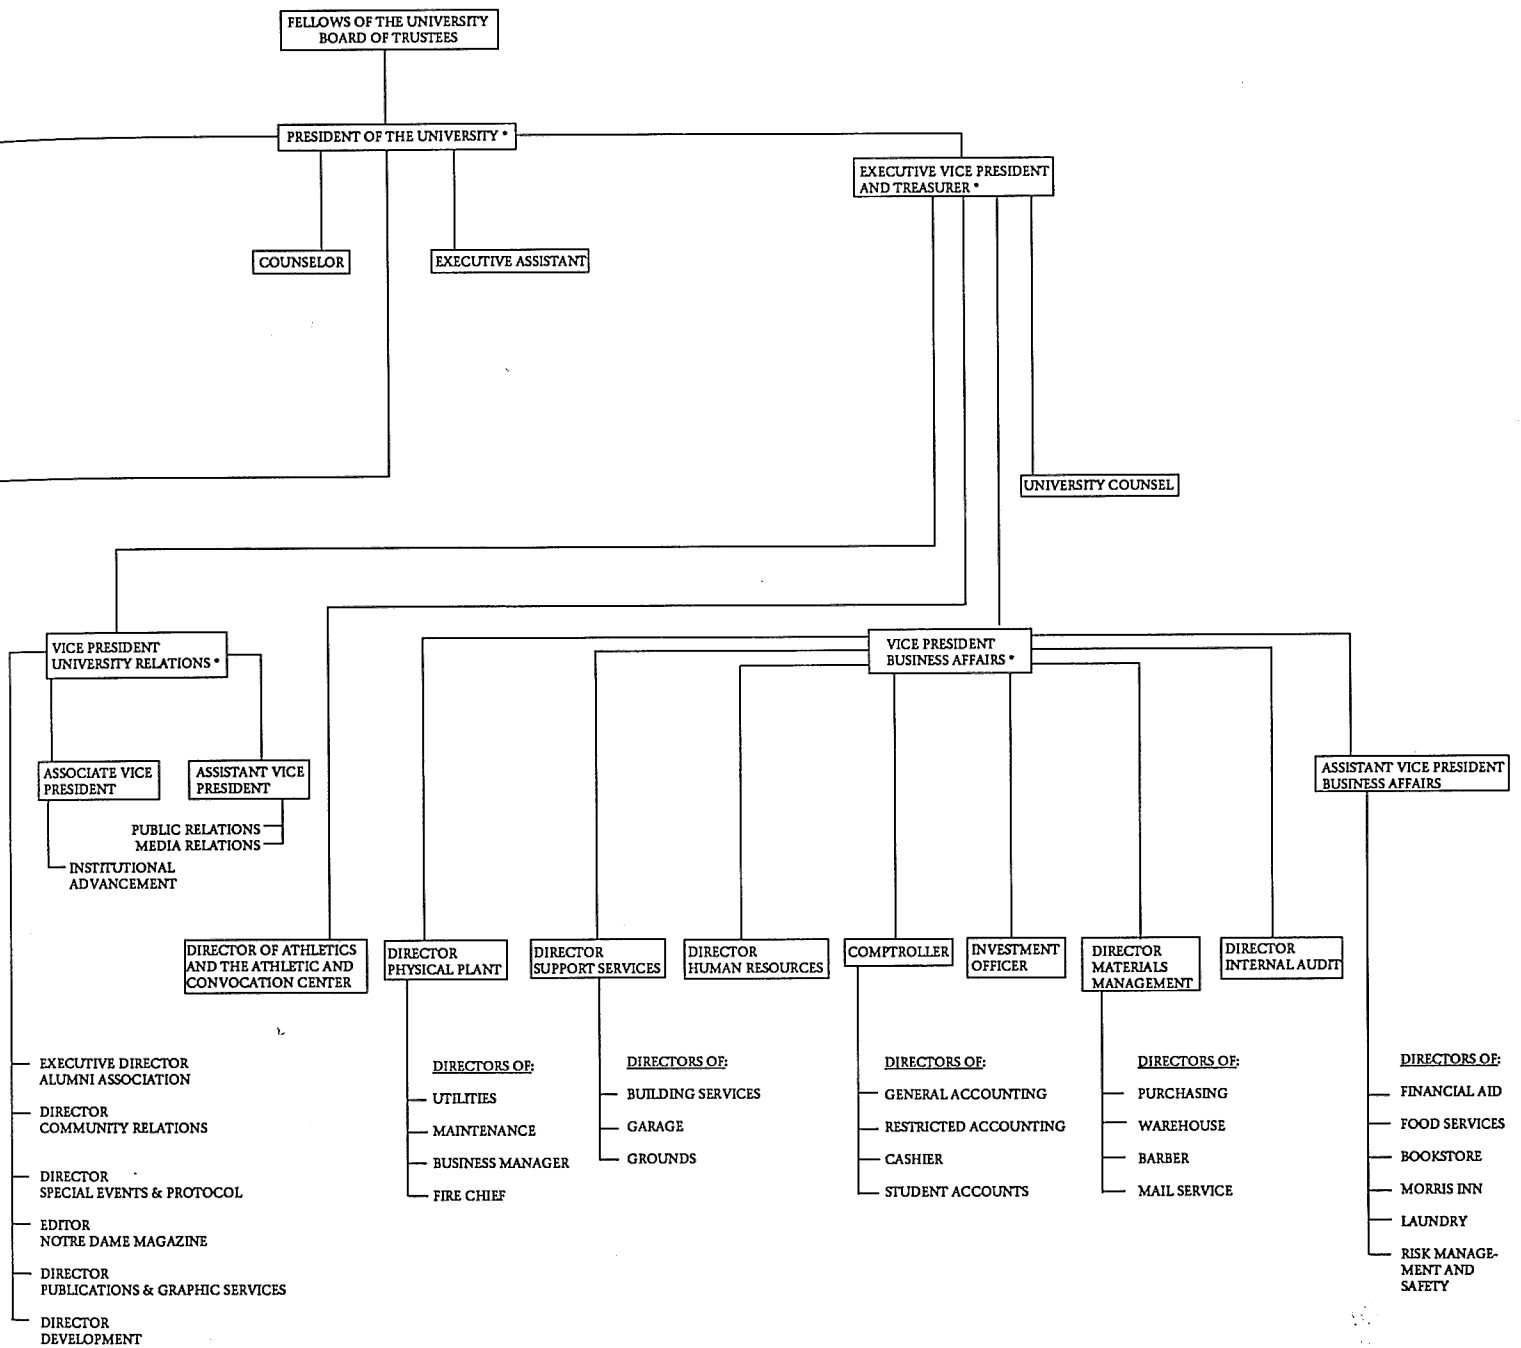 FELLOWS OF THE UNIVERSITY
BOARD OF TRUSTEES
PRESIDENT OF THE UNIVERSITY *
EXECUTIVE VICE PRESIDENT
AND TREASURER *
COUNSELOR
EXECUTIVE ASSISTANT
UNIVERSITY COUNSEL
VICE PRESIDENT
UNIVERSITY RELATIONS *
VICE PRESIDENT
BUSINESS AFFAIRS *
ASSOCIATE VICE
PRESIDENT
ASSISTANT VICE
PRESIDENT
ASSISTANT VICE PRESIDENT
BUSINESS AFFAIRS
PUBLIC RELATIONS
MEDIA RELATIONS
INSTITUTIONAL
ADVANCEMENT
DIRECTOR OF ATHLETICS
AND THE ATHLETIC AND
CONVOCATION CENTER
DIRECTOR
PHYSICAL PLANT
DIRECTOR
SUPPORT SERVICES
DIRECTOR
HUMAN RESOURCES
COMPTROLLER
INVESTMENT
OFFICER
DIRECTOR
MATERIALS
MANAGEMENT
DIRECTOR
INTERNAL AUDIT
EXECUTIVE DIRECTOR
ALUMNI ASSOCIATION
DIRECTOR
COMMUNITY RELATIONS
DIRECTOR
SPECIAL EVENTS & PROTOCOL
EDITOR
NOTRE DAME MAGAZINE
DIRECTOR
PUBLICATIONS & GRAPHIC SERVICES
DIRECTOR
DEVELOPMENT
DIRECTORS OF:
UTILITIES
MAINTENANCE
BUSINESS MANAGER
FIRE CHIEF
DIRECTORS OF:
BUILDING SERVICES
GARAGE
GROUNDS
DIRECTORS OF:
GENERAL ACCOUNTING
RESTRICTED ACCOUNTING
CASHIER
STUDENT ACCOUNTS
DIRECTORS OF:
PURCHASING
WAREHOUSE
BARBER
MAIL SERVICE
DIRECTORS OF:
FINANCIAL AID
FOOD SERVICES
BOOKSTORE
MORRIS INN
LAUNDRY
RISK MANAGE-
MENT AND
SAFETY